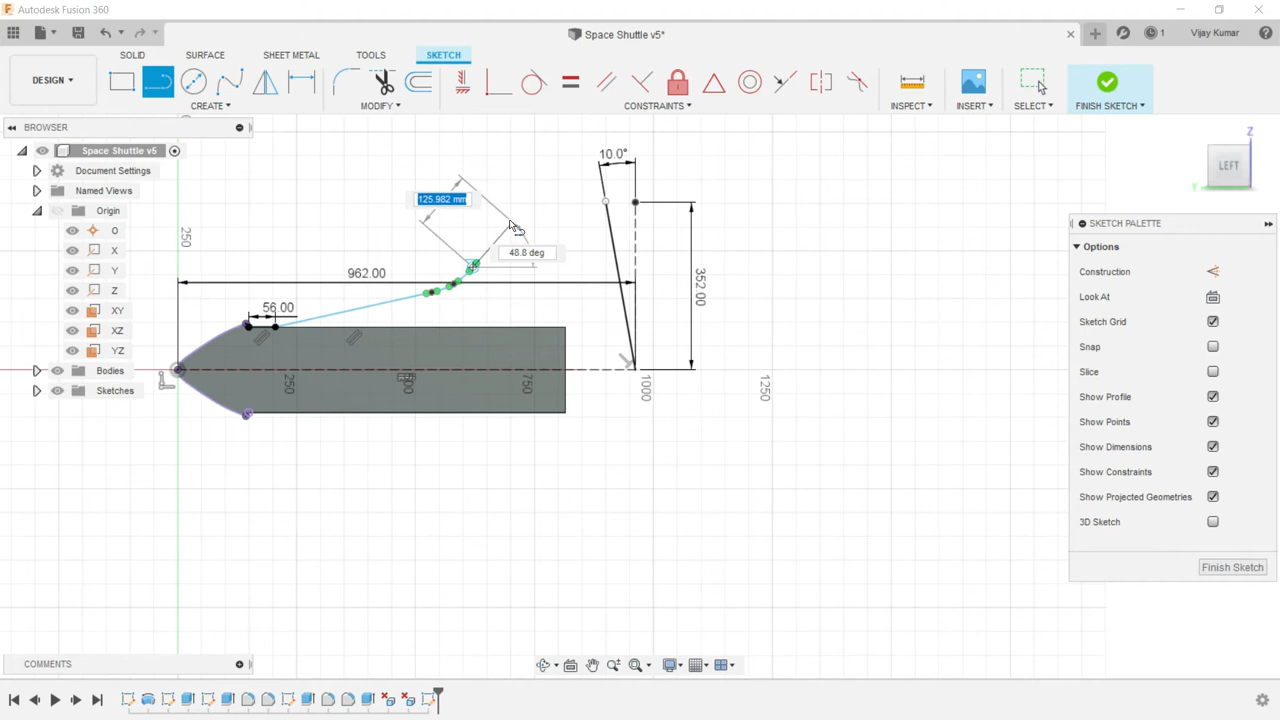 Autodesk Fusion 360
Space Shuttle v5*
1
Vijay Kumar
DESIGN
SOLID
SURFACE
SHEET METAL
TOOLS
SKETCH
CREATE
MODIFY
CONSTRAINTS
INSPECT
INSERT
SELECT
FINISH SKETCH
BROWSER
Space Shuttle v5
Document Settings
Named Views
Origin
O
X
Y
Z
XY
XZ
YZ
Bodies
Sketches
10.0°
125.982 mm
48.8 deg
250
962.00
352.00
56.00
250
500
750
1000
1250
LEFT
Z
Y
SKETCH PALETTE
Options
Construction
Look At
Sketch Grid
Snap
Slice
Show Profile
Show Points
Show Dimensions
Show Constraints
Show Projected Geometries
3D Sketch
Finish Sketch
COMMENTS